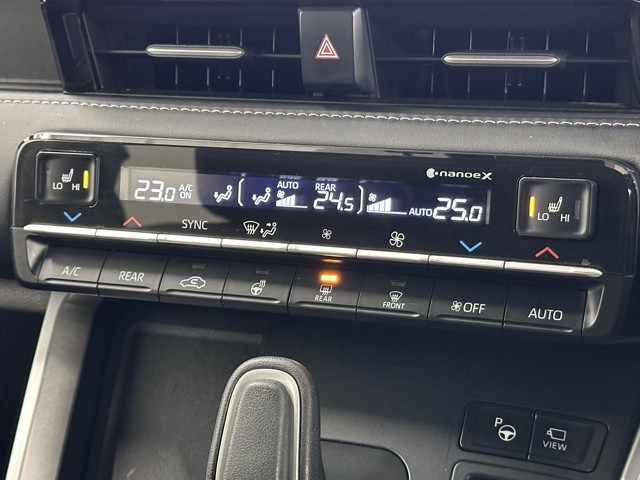 nanoeX
LO HI
23.0 A/C ON AUTO REAR 24.5 AUTO 25.0
LO HI
SYNC
A/C REAR REAR FRONT OFF AUTO
P
VIEW